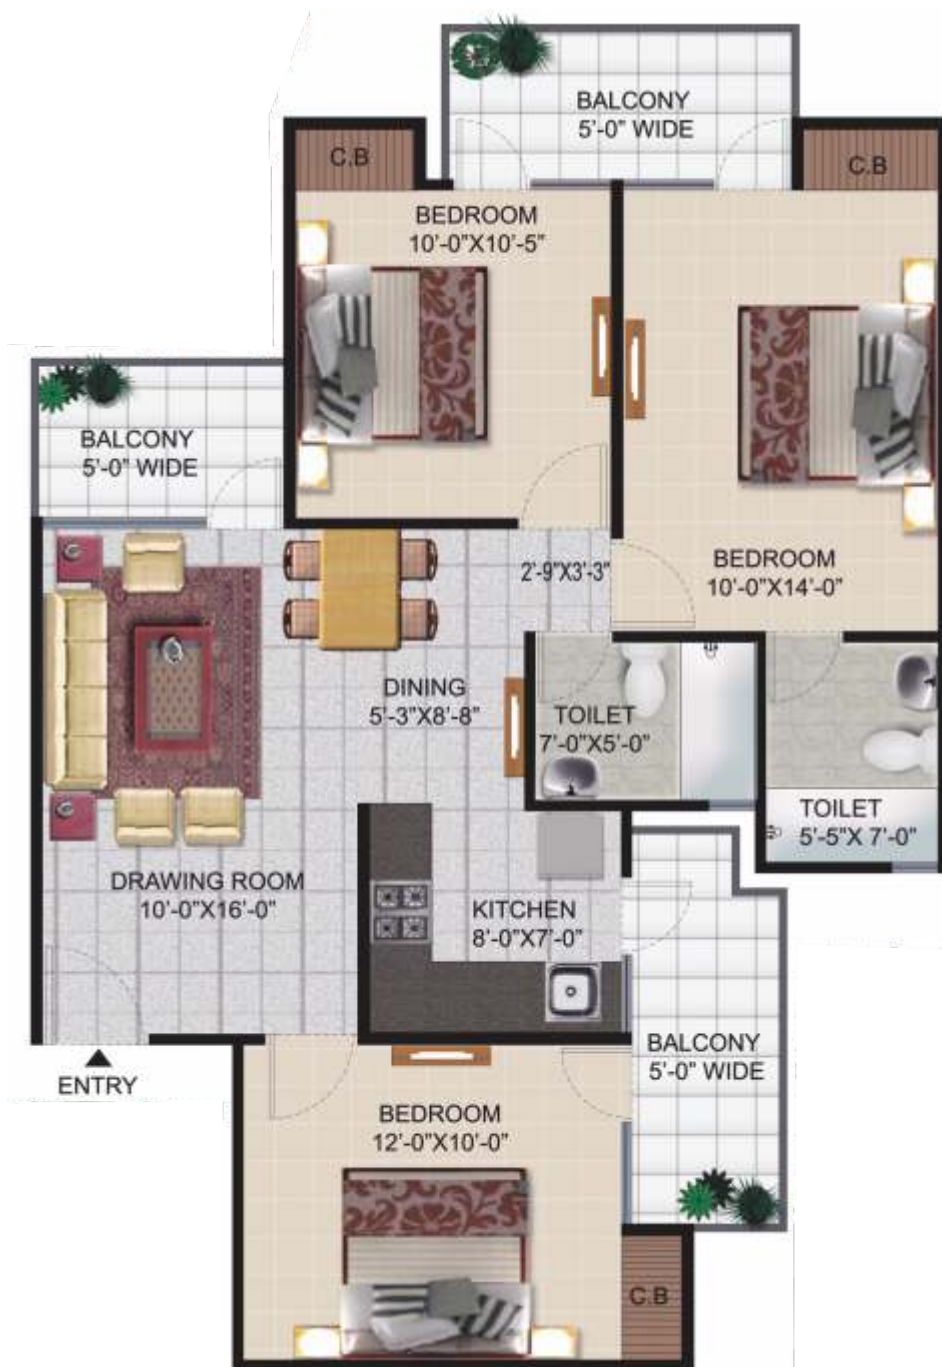 BALCONY
5'-0" WIDE
C.B
C.B
BEDROOM
10'-0"X10'-5"
BALCONY
5'-0" WIDE
2'-9"X3'-3"
BEDROOM
10'-0"X14'-0"
DINING
5'-3"X8'-8"
TOILET
7'-0"X5'-0"
TOILET
5'-5"X 7'-0"
DRAWING ROOM
10'-0"X16'-0"
KITCHEN
8'-0"X7'-0"
BALCONY
5'-0" WIDE
ENTRY
BEDROOM
12'-0"X10'-0"
C.B